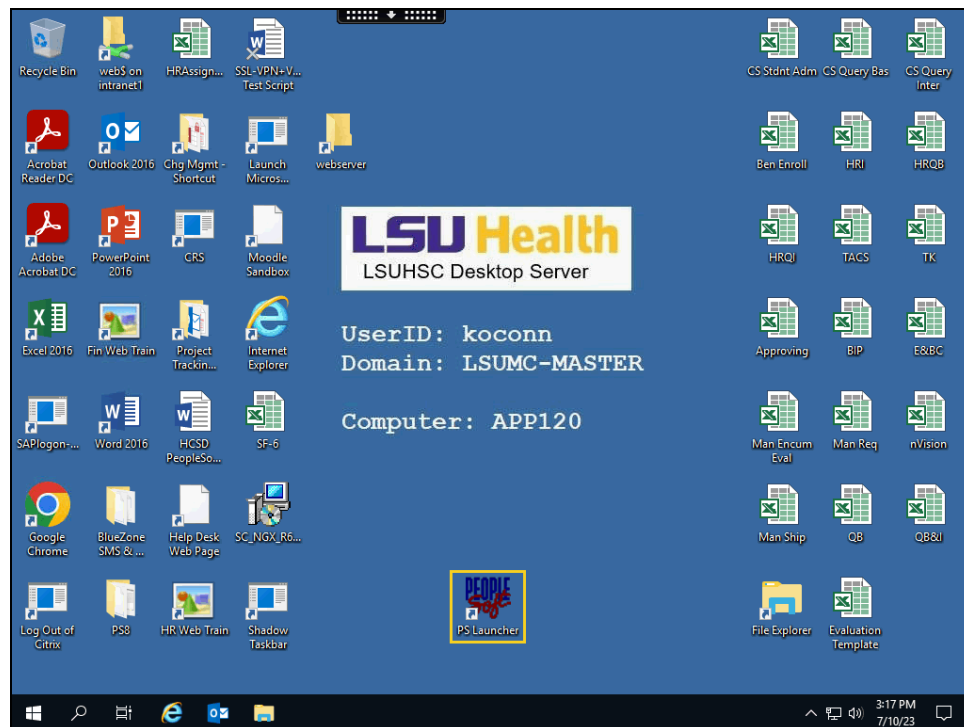 Recycle Bin
web$ on
intranet1
HRAssign...
SSL-VPN+V...
Test Script
CS Stdnt Adm
CS Query Bas
CS Query
Inter
Acrobat
Reader DC
Outlook 2016
Chg Mgmt -
Shortcut
Launch
Micros...
webserver
Ben Enroll
HRI
HRQB
Adobe
Acrobat DC
PowerPoint
2016
CRS
Moodle
Sandbox
LSU Health
LSUHSC Desktop Server
HRQI
TACS
TK
Excel 2016
Fin Web Train
Project
Trackin...
Internet
Explorer
UserID: koconn
Domain: LSUMC-MASTER
Computer: APP120
Approving
BIP
E&BC
SAPlogon-...
Word 2016
HCSD
PeopleSo...
SF-6
Man Encum
Eval
Man Req
nVision
Google
Chrome
BlueZone
SMS & ...
Help Desk
Web Page
SC_NGX_R6...
Man Ship
QB
QB&I
Log Out of
Citrix
PS8
HR Web Train
Shadow
Taskbar
PEOPLE
Soft
PS Launcher
File Explorer
Evaluation
Template
3:17 PM
7/10/23